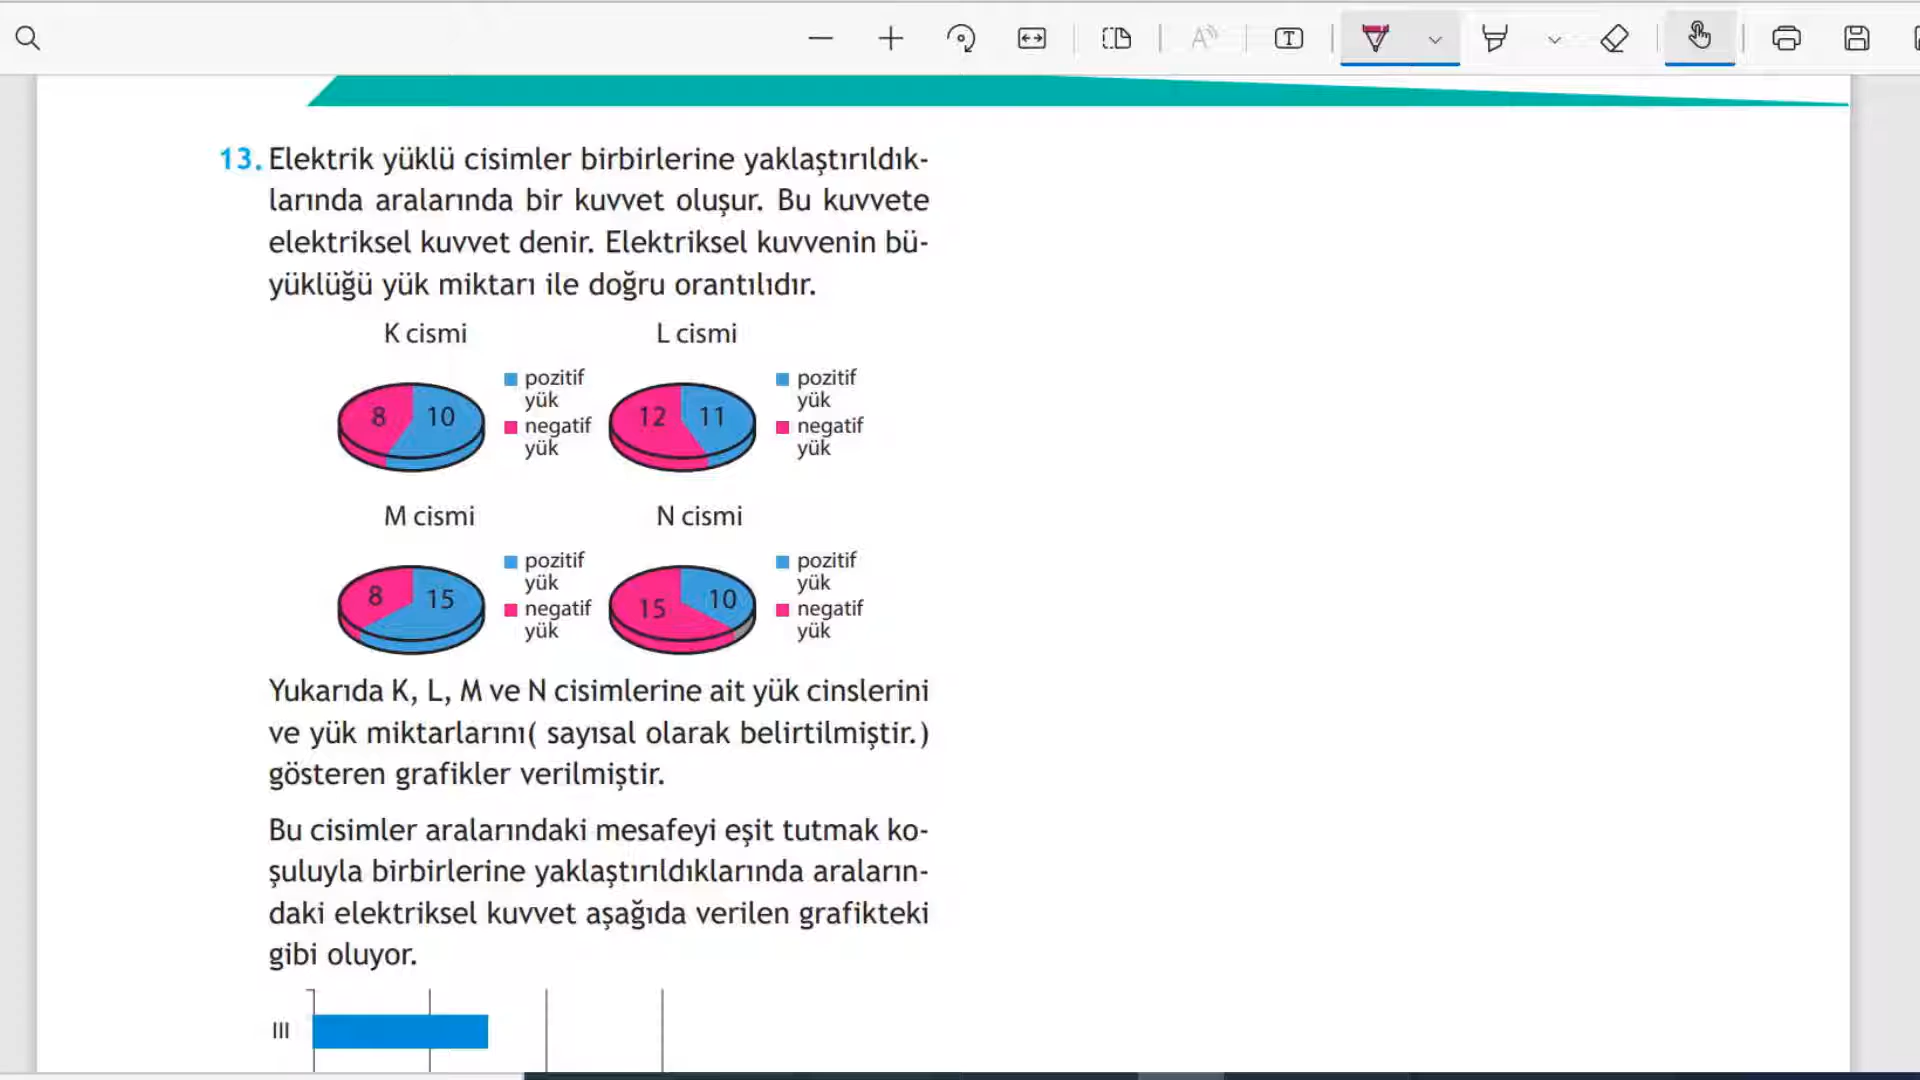 13. Elektrik yüklü cisimler birbirlerine yaklaştırıldık-
larında aralarında bir kuvvet oluşur. Bu kuvvete
elektriksel kuvvet denir. Elektriksel kuvvenin bü-
yüklüğü yük miktarı ile doğru orantılıdır.
K cismi
8
10
pozitif
yük
negatif
yük
L cismi
12
11
pozitif
yük
negatif
yük
M cismi
8
15
pozitif
yük
negatif
yük
N cismi
15
10
pozitif
yük
negatif
yük
Yukarıda K, L, M ve N cisimlerine ait yük cinslerini
ve yük miktarlarını( sayısal olarak belirtilmiştir.)
gösteren grafikler verilmiştir.
Bu cisimler aralarındaki mesafeyi eşit tutmak ko-
şuluyla birbirlerine yaklaştırıldıklarında araların-
daki elektriksel kuvvet aşağıda verilen grafikteki
gibi oluyor.
III